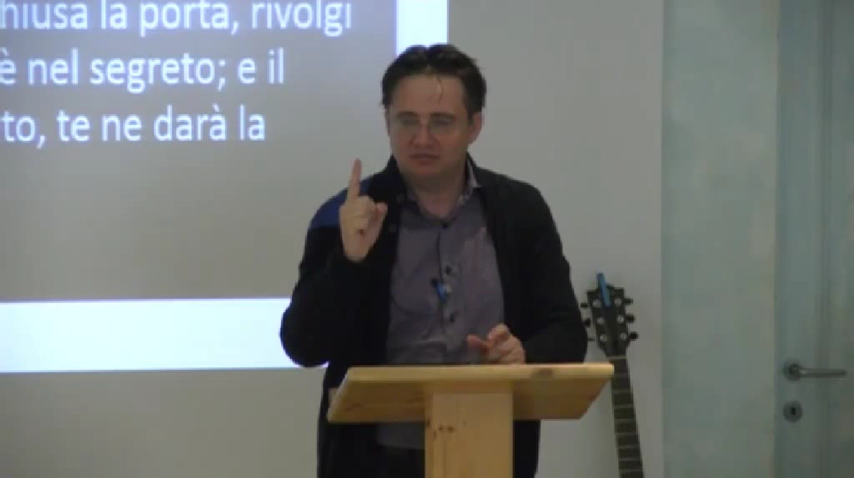 hiusa la porta, rivolgi
è nel segreto; e il
to, te ne darà la